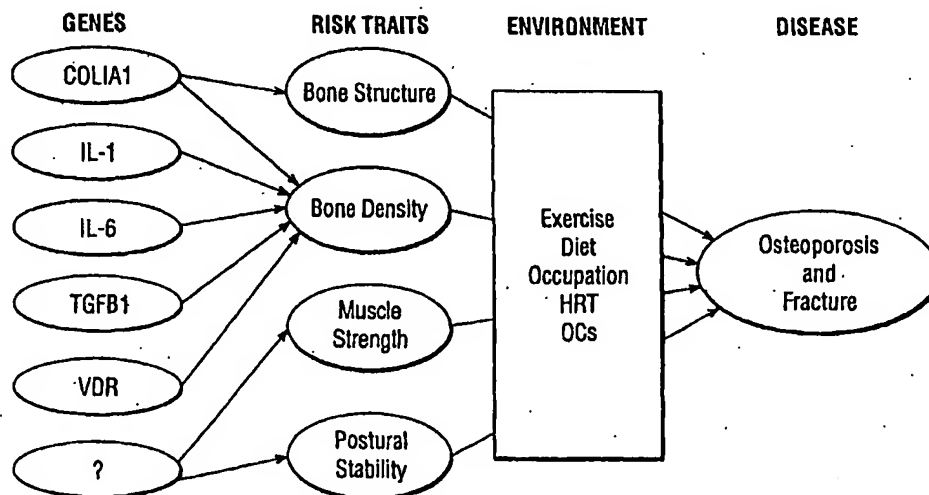 GENES
RISK TRAITS
ENVIRONMENT
DISEASE
COLIA1
IL-1
IL-6
TGFB1
VDR
?
Bone Structure
Bone Density
Muscle
Strength
Postural
Stability
Exercise
Diet
Occupation
HRT
OCs
Osteoporosis
and
Fracture